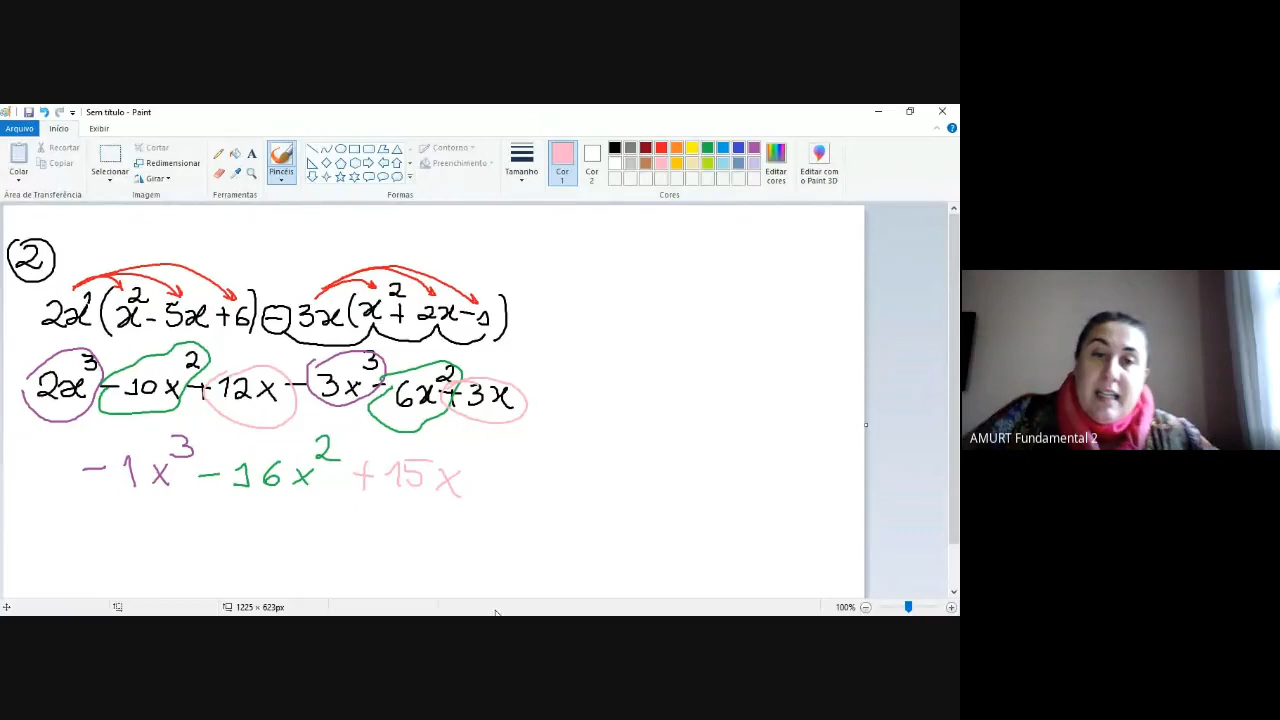 Sem título - Paint
Arquivo Início Exibir
Colar
Recortar
Copiar
Área de Transferência
Selecionar
Cortar
Redimensionar
Girar
Imagem
A
Ferramentas
Pincéis
Contorno
Preenchimento
Formas
Tamanho
Cor 1
Cor 2
Editar cores
Cores
Editar com o Paint 3D
2
2x¹(x² - 5x + 6) - 3x(x² + 2x - 1)
2x³ - 10x² + 12x - 3x³ - 6x² + 3x
- 1x³ - 16x² + 15x
AMURT Fundamental 2
1225 × 623px
100%